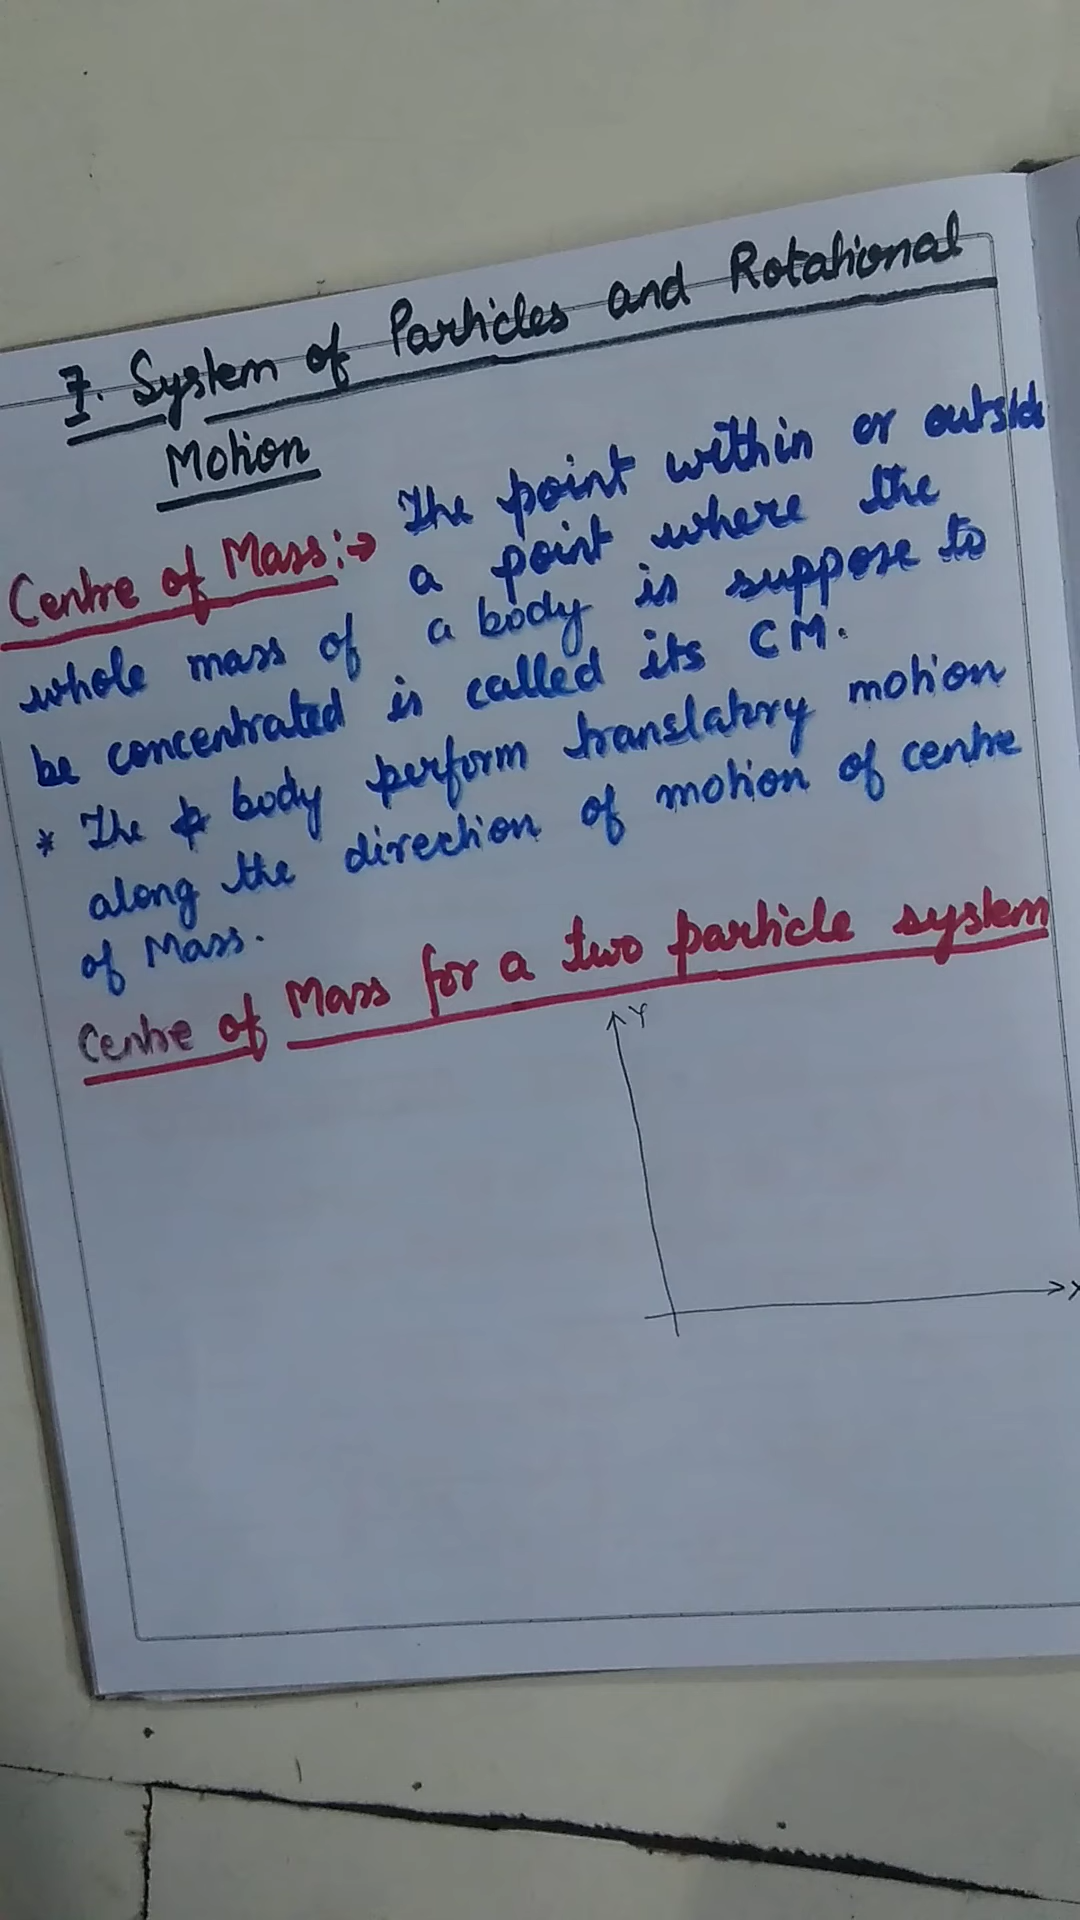 7. System of Particles and Rotational
Motion
Centre of Mass:→ The point within or outside
a point where the
whole mass of a body is suppose to
be concentrated is called its CM.
* The body perform translatory motion
along the direction of motion of centre
of Mass.
Centre of Mass for a two particle system
Y
X